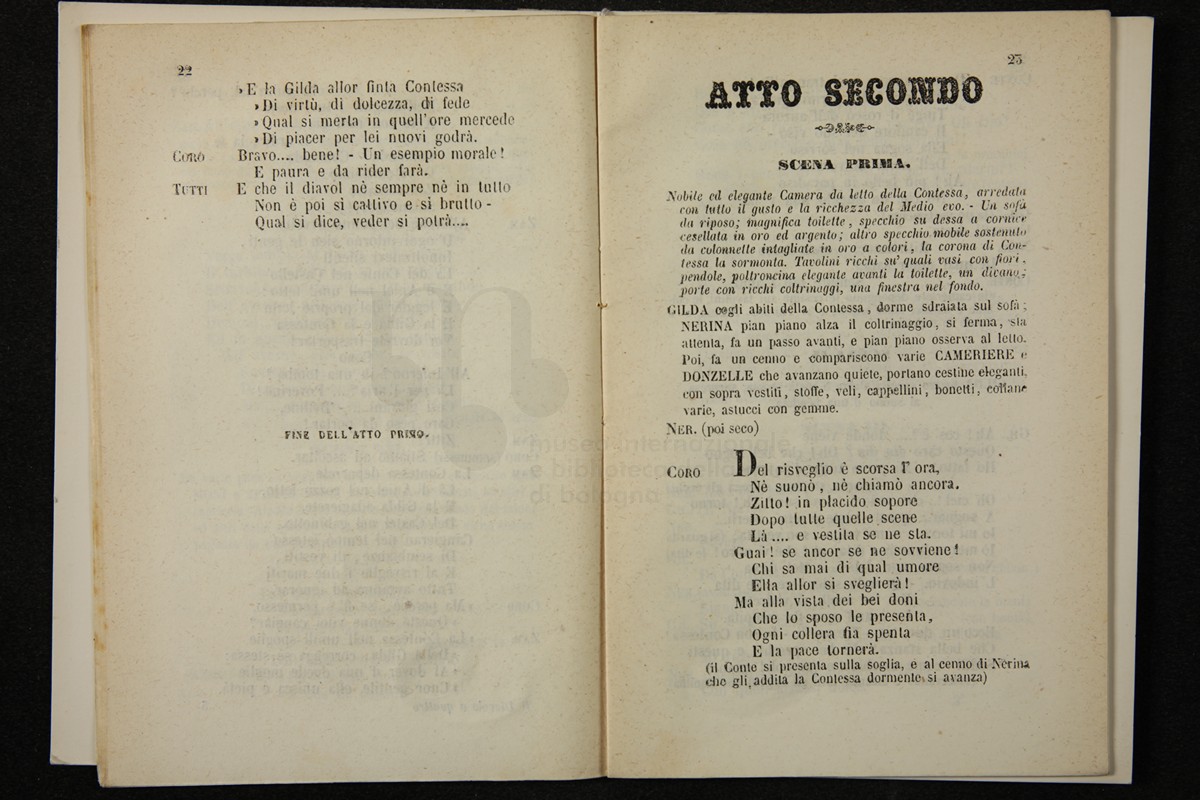 22
›E la Gilda allor finta Contessa
›Di virtù, di dolcezza, di fede
›Qual si merta in quell'ore mercede
›Di piacer per lei nuovi godrà.
CORO Bravo.... bene! - Un esempio morale!
E paura e da rider farà.
TUTTI E che il diavol nè sempre nè in tutto
Non è poi sì cattivo e sì brutto -
Qual si dice, veder si potrà....
FINE DELL'ATTO PRIMO.
23
ATTO SECONDO
SCENA PRIMA.
Nobile ed elegante Camera da letto della Contessa, arredata
con tutto il gusto e la ricchezza del Medio evo. - Un sofà
da riposo; magnifica toilette, specchio su dessa a cornice
cesellata in oro ed argento; altro specchio mobile sostenuto
da colonnette intagliate in oro a colori, la corona di Con-
tessa la sormonta. Tavolini ricchi su' quali vasi con fiori,
pendole, poltroncina elegante avanti la toilette, un dicano;
porte con ricchi coltrinaggi, una finestra nel fondo.
GILDA cogli abiti della Contessa, dorme sdraiata sul sofà;
NERINA pian piano alza il coltrinaggio, si ferma, sta
attenta, fa un passo avanti, e pian piano osserva al letto.
Poi, fa un cenno e compariscono varie CAMERIERE e
DONZELLE che avanzano quiete, portano cestine eleganti,
con sopra vestiti, stoffe, veli, cappellini, bonetti, collane
varie, astucci con gemme.
NER. (poi seco)
CORO Del risveglio è scorsa l'ora,
Nè suonò, nè chiamò ancora.
Zitto! in placido sopore
Dopo tutte quelle scene
Là .... e vestita se ne sta.
Guai! se ancor se ne sovviene!
Chi sa mai di qual umore
Ella allor si sveglierà!
Ma alla vista dei bei doni
Che lo sposo le presenta,
Ogni collera fia spenta
E la pace tornerà.
(il Conte si presenta sulla soglia, e al cenno di Nerina
che gli addita la Contessa dormente si avanza)
museo internazionale
e biblioteca della
di bologna